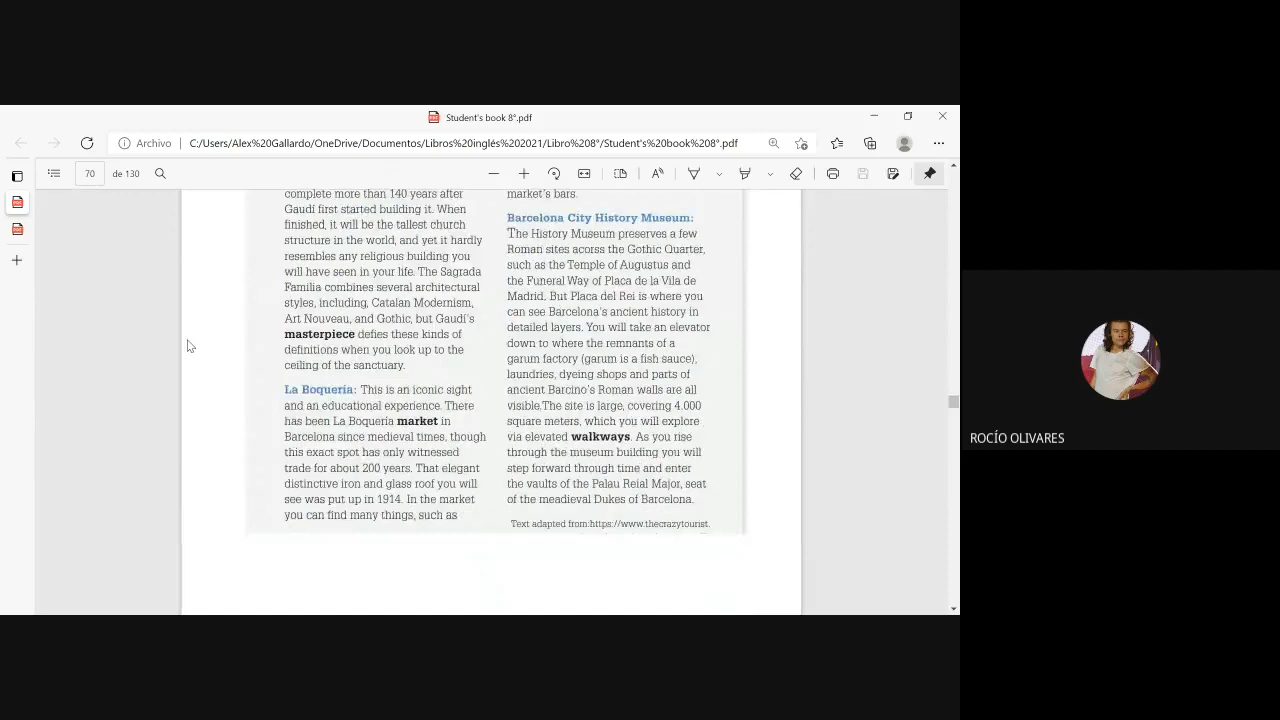 Student's book 8°.pdf
Archivo
C:/Users/Alex%20Gallardo/OneDrive/Documentos/Libros%20inglés%202021/Libro%208°/Student's%20book%208°.pdf
70 de 130
complete more than 140 years after
Gaudí first started building it. When
finished, it will be the tallest church
structure in the world, and yet it hardly
resembles any religious building you
will have seen in your life. The Sagrada
Familia combines several architectural
styles, including, Catalan Modernism,
Art Nouveau, and Gothic, but Gaudí's
masterpiece defies these kinds of
definitions when you look up to the
ceiling of the sanctuary.
La Boquería: This is an iconic sight
and an educational experience. There
has been La Boquería market in
Barcelona since medieval times, though
this exact spot has only witnessed
trade for about 200 years. That elegant
distinctive iron and glass roof you will
see was put up in 1914. In the market
you can find many things, such as
market's bars.
Barcelona City History Museum:
The History Museum preserves a few
Roman sites acorss the Gothic Quarter,
such as the Temple of Augustus and
the Funeral Way of Placa de la Vila de
Madrid. But Placa del Rei is where you
can see Barcelona's ancient history in
detailed layers. You will take an elevator
down to where the remnants of a
garum factory (garum is a fish sauce),
laundries, dyeing shops and parts of
ancient Barcino's Roman walls are all
visible.The site is large, covering 4.000
square meters, which you will explore
via elevated walkways. As you rise
through the museum building you will
step forward through time and enter
the vaults of the Palau Reial Major, seat
of the meadieval Dukes of Barcelona.
Text adapted from:https://www.thecrazytourist.
ROCÍO OLIVARES